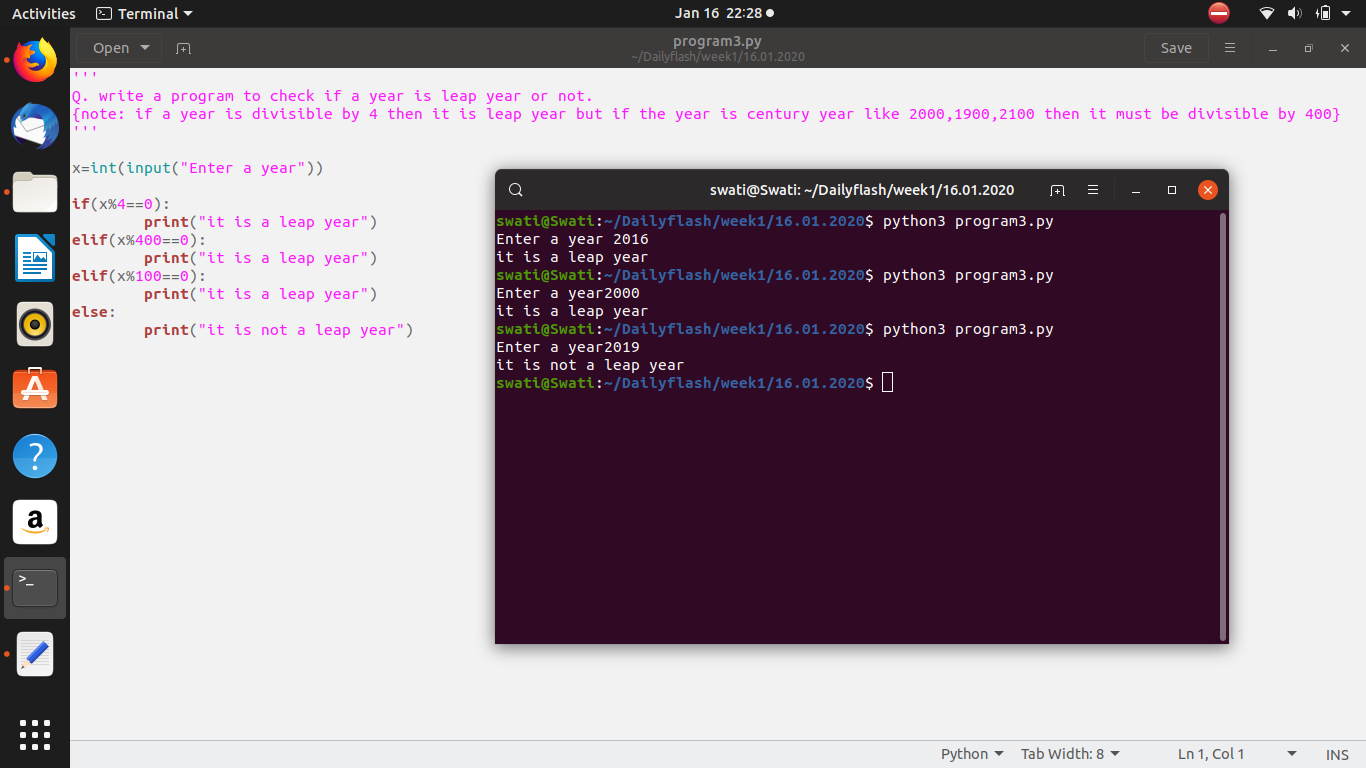 Activities Terminal Jan 16 22:28
Open program3.py Save
~/Dailyflash/week1/16.01.2020
'''
Q. write a program to check if a year is leap year or not.
{note: if a year is divisible by 4 then it is leap year but if the year is century year like 2000,1900,2100 then it must be divisible by 400}
'''
x=int(input("Enter a year"))
if(x%4==0):
print("it is a leap year")
elif(x%400==0):
print("it is a leap year")
elif(x%100==0):
print("it is a leap year")
else:
print("it is not a leap year")
swati@Swati: ~/Dailyflash/week1/16.01.2020
swati@Swati:~/Dailyflash/week1/16.01.2020$ python3 program3.py
Enter a year 2016
it is a leap year
swati@Swati:~/Dailyflash/week1/16.01.2020$ python3 program3.py
Enter a year2000
it is a leap year
swati@Swati:~/Dailyflash/week1/16.01.2020$ python3 program3.py
Enter a year2019
it is not a leap year
swati@Swati:~/Dailyflash/week1/16.01.2020$
?
a
>_
Python Tab Width: 8 Ln 1, Col 1 INS